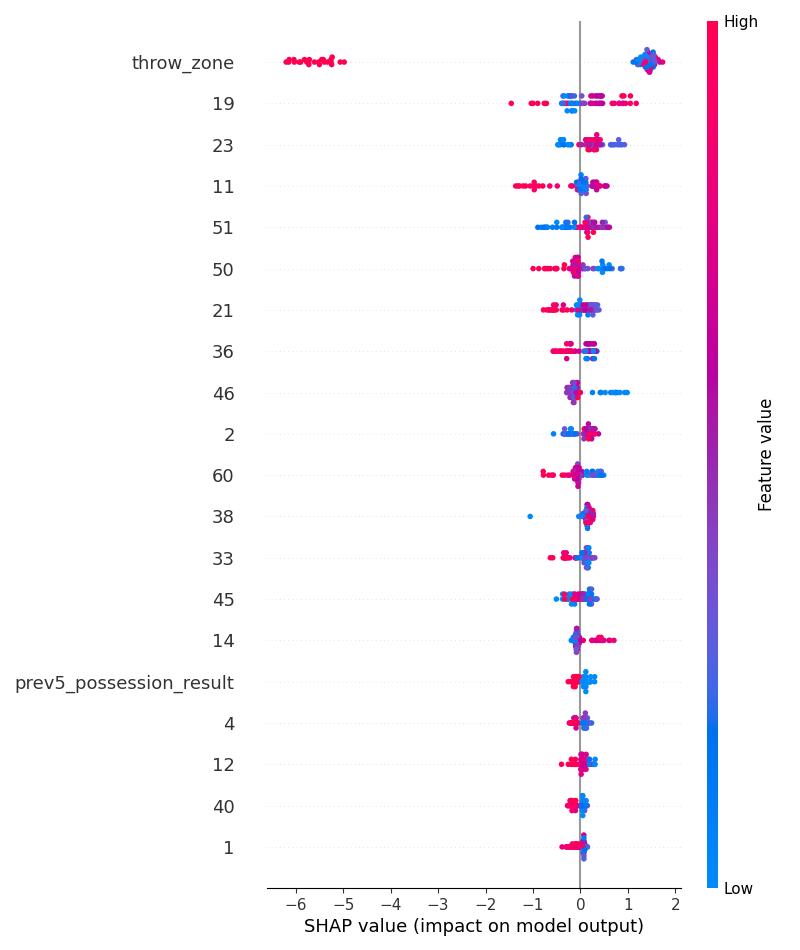 High
throw_zone
19
23
11
51
50
21
36
46
2
60
38
33
45
14
prev5_possession_result
4
12
40
1
Feature value
Low
−6 −5 −4 −3 −2 −1 0 1 2
SHAP value (impact on model output)